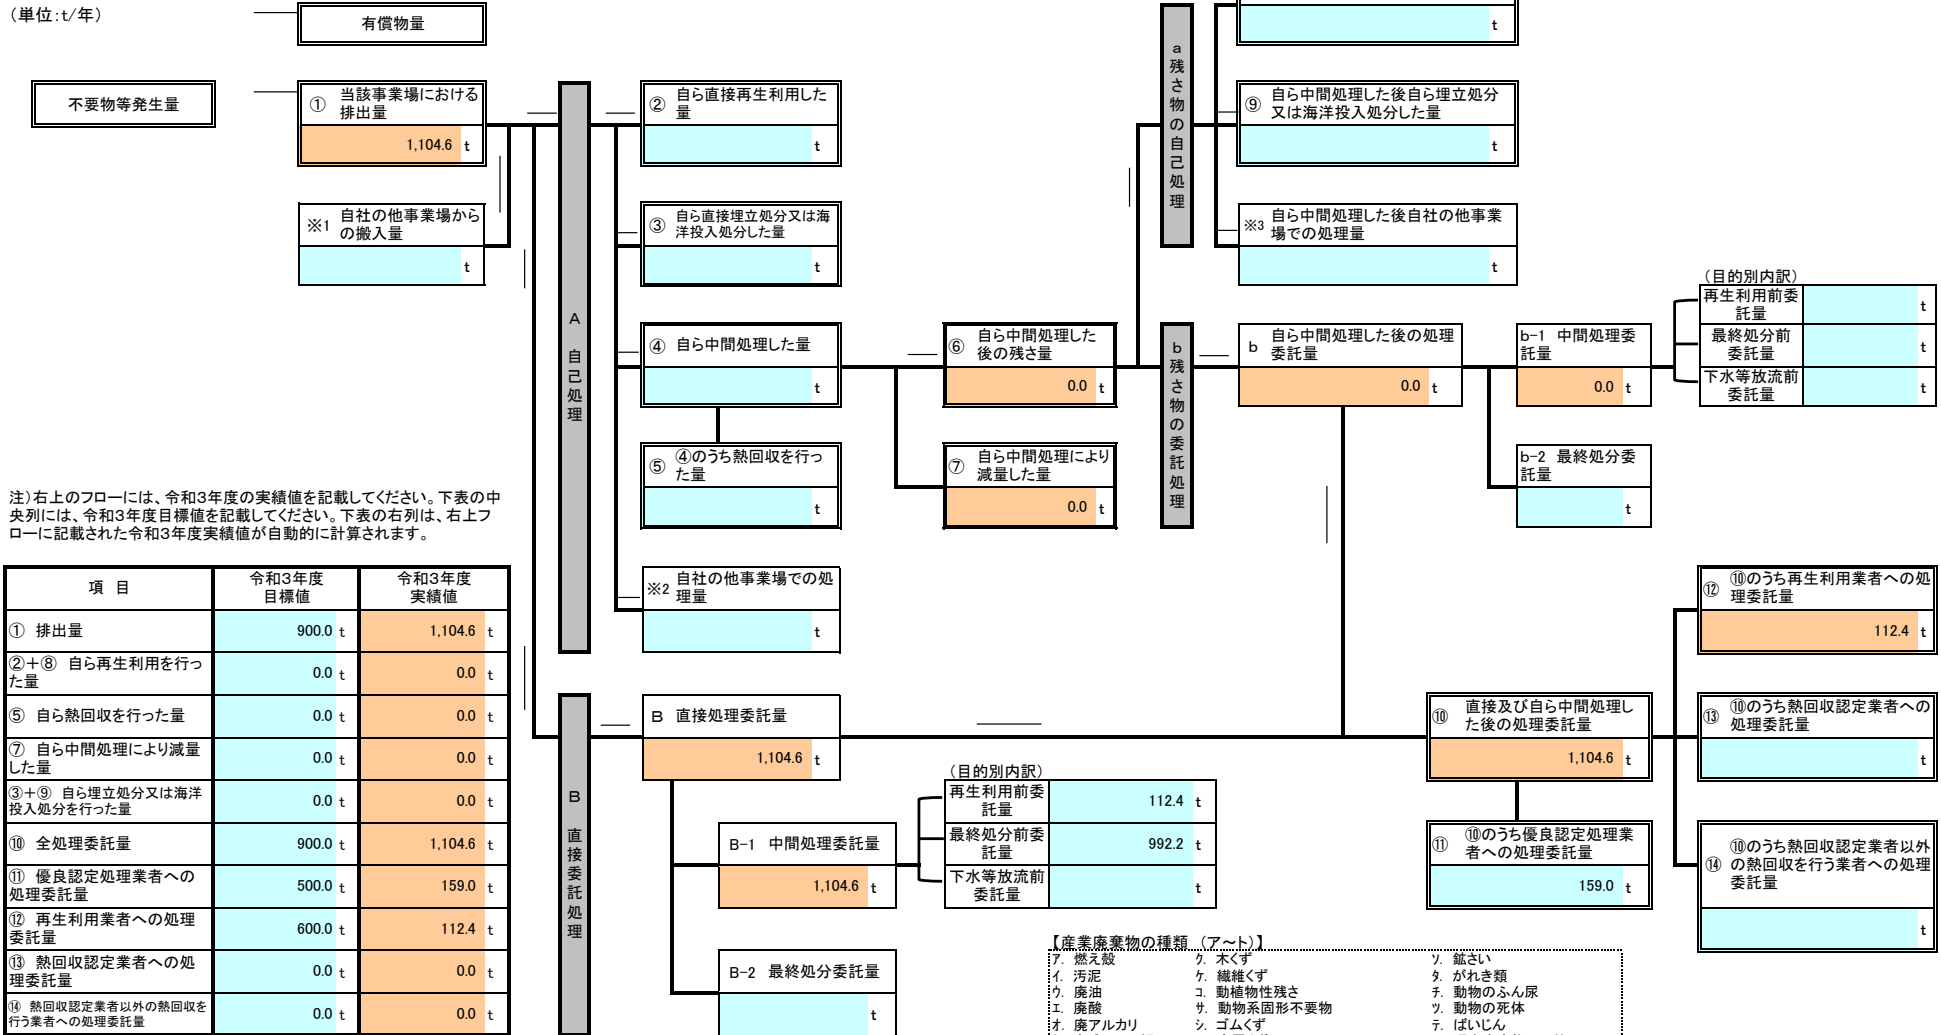 （単位：t/年）
有償物量
t
不要物等発生量
① 当該事業場における
排出量
1,104.6 t
※1 自社の他事業場から
の搬入量
t
A 自己処理
② 自ら直接再生利用した
量
t
③ 自ら直接埋立処分又は海
洋投入処分した量
t
④ 自ら中間処理した量
t
⑤ ④のうち熱回収を行っ
た量
t
※2 自社の他事業場での処
理量
t
⑥ 自ら中間処理した
後の残さ量
0.0 t
⑦ 自ら中間処理により
減量した量
0.0 t
a 残さ物の自己処理
⑨ 自ら中間処理した後自ら埋立処分
又は海洋投入処分した量
t
※3 自ら中間処理した後自社の他事業
場での処理量
t
b 残さ物の委託処理
b 自ら中間処理した後の処理
委託量
0.0 t
b-1 中間処理委
託量
0.0 t
b-2 最終処分委
託量
t
（目的別内訳）
再生利用前委
託量
t
最終処分前
委託量
t
下水等放流前
委託量
t
注）右上のフローには、令和3年度の実績値を記載してください。下表の中
央列には、令和3年度目標値を記載してください。下表の右列は、右上フ
ローに記載された令和3年度実績値が自動的に計算されます。
項 目 令和3年度 目標値 令和3年度 実績値
① 排出量 900.0 t 1,104.6 t
②＋⑧ 自ら再生利用を行っ
た量 0.0 t 0.0 t
⑤ 自ら熱回収を行った量 0.0 t 0.0 t
⑦ 自ら中間処理により減量
した量 0.0 t 0.0 t
③＋⑨ 自ら埋立処分又は海洋
投入処分を行った量 0.0 t 0.0 t
⑩ 全処理委託量 900.0 t 1,104.6 t
⑪ 優良認定処理業者への
処理委託量 500.0 t 159.0 t
⑫ 再生利用業者への処理
委託量 600.0 t 112.4 t
⑬ 熱回収認定業者への処
理委託量 0.0 t 0.0 t
⑭ 熱回収認定業者以外の熱回収を
行う業者への処理委託量 0.0 t 0.0 t
B 直接委託処理
B 直接処理委託量
1,104.6 t
B-1 中間処理委託量
1,104.6 t
B-2 最終処分委託量
t
（目的別内訳）
再生利用前委
託量
112.4 t
最終処分前委
託量
992.2 t
下水等放流前
委託量
t
⑩ 直接及び自ら中間処理し
た後の処理委託量
1,104.6 t
⑪ ⑩のうち優良認定処理業
者への処理委託量
159.0 t
⑫ ⑩のうち再生利用業者への処
理委託量
112.4 t
⑬ ⑩のうち熱回収認定業者への
処理委託量
t
⑭ ⑩のうち熱回収認定業者以外
の熱回収を行う業者への処理
委託量
t
【産業廃棄物の種類 （ア～ト）】
ア. 燃え殻 ク. 木くず ソ. 鉱さい
イ. 汚泥 ケ. 繊維くず タ. がれき類
ウ. 廃油 コ. 動植物性残さ チ. 動物のふん尿
エ. 廃酸 サ. 動物系固形不要物 ツ. 動物の死体
オ. 廃アルカリ シ. ゴムくず テ. ばいじん